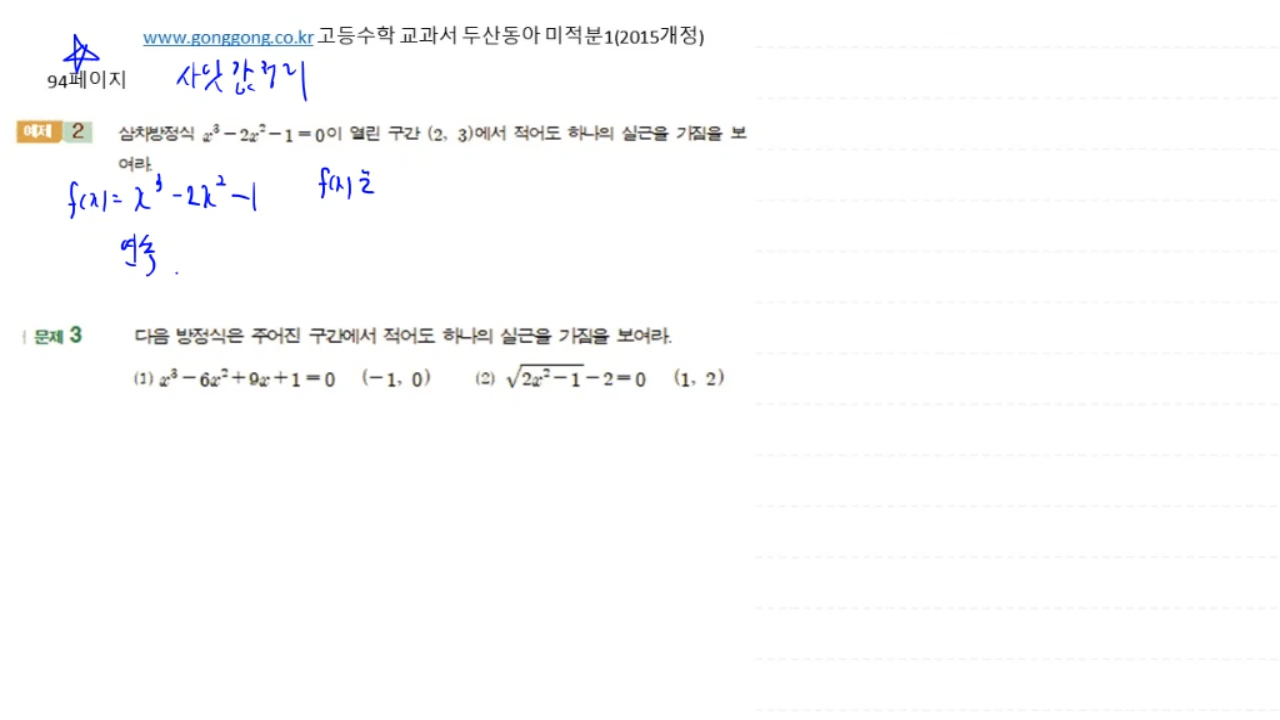 www.gonggong.co.kr 고등수학 교과서 두산동아 미적분1(2015개정)
94페이지 사잇값정리
예제 2 삼차방정식 x³-2x²-1=0이 열린 구간 (2, 3)에서 적어도 하나의 실근을 가짐을 보
여라.
f(x)=x³-2x²-1 f(x)는
연속
문제 3 다음 방정식은 주어진 구간에서 적어도 하나의 실근을 가짐을 보여라.
(1) x³-6x²+9x+1=0 (-1, 0) (2) √(2x²-1)-2=0 (1, 2)